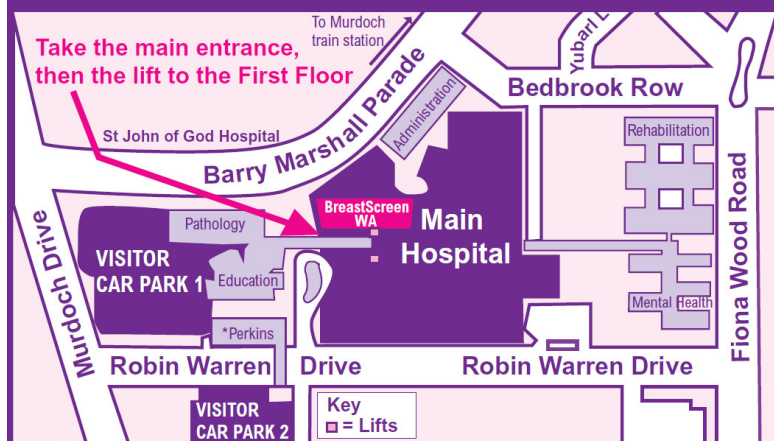 To Murdoch
train station
Take the main entrance,
then the lift to the First Floor
Bedbrook Row
St John of God Hospital
Barry Marshall Parade
Administration
Rehabilitation
BreastScreen
WA
Main
Hospital
Pathology
VISITOR
CAR PARK 1
Education
Murdoch Drive
Fiona Wood Road
Mental Health
*Perkins
Robin Warren Drive
Robin Warren Drive
VISITOR
CAR PARK 2
Key
= Lifts